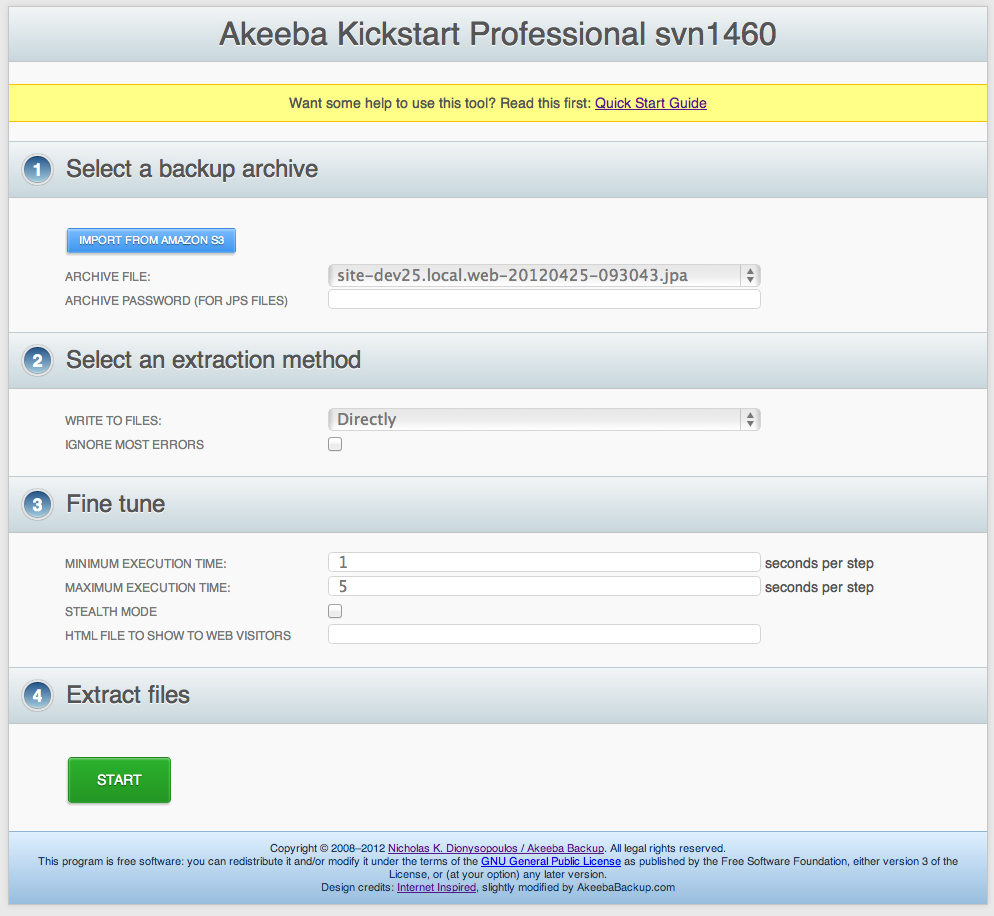 Akeeba Kickstart Professional svn1460
Want some help to use this tool? Read this first: Quick Start Guide
1 Select a backup archive
IMPORT FROM AMAZON S3
ARCHIVE FILE: site-dev25.local.web-20120425-093043.jpa
ARCHIVE PASSWORD (FOR JPS FILES)
2 Select an extraction method
WRITE TO FILES: Directly
IGNORE MOST ERRORS
3 Fine tune
MINIMUM EXECUTION TIME: 1 seconds per step
MAXIMUM EXECUTION TIME: 5 seconds per step
STEALTH MODE
HTML FILE TO SHOW TO WEB VISITORS
4 Extract files
START
Copyright © 2008–2012 Nicholas K. Dionysopoulos / Akeeba Backup. All legal rights reserved.
This program is free software: you can redistribute it and/or modify it under the terms of the GNU General Public License as published by the Free Software Foundation, either version 3 of the
License, or (at your option) any later version.
Design credits: Internet Inspired, slightly modified by AkeebaBackup.com